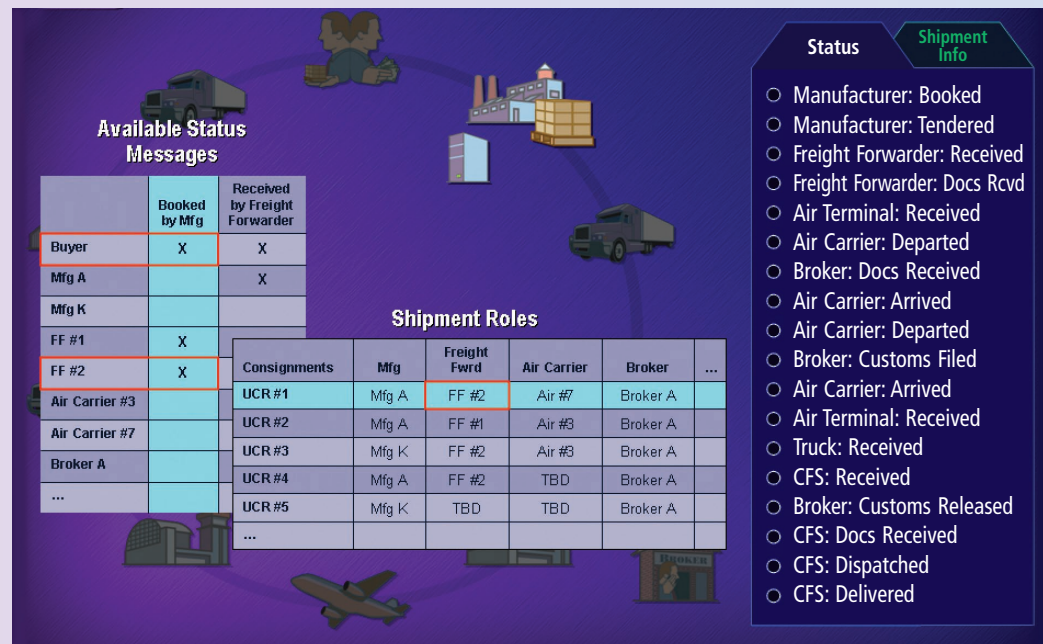 Available Status
Messages
Booked
by Mfg
Received
by Freight
Forwarder
Buyer X X
Mfg A X
Mfg K
FF #1 X
FF #2 X
Air Carrier #3
Air Carrier #7
Broker A
...
Shipment Roles
Consignments Mfg Freight Fwrd Air Carrier Broker ...
UCR #1 Mfg A FF #2 Air #7 Broker A
UCR #2 Mfg A FF #1 Air #3 Broker A
UCR #3 Mfg K FF #2 Air #3 Broker A
UCR #4 Mfg A FF #2 TBD Broker A
UCR #5 Mfg K TBD TBD Broker A
...
BROKER
Status
Shipment
Info
Manufacturer: Booked
Manufacturer: Tendered
Freight Forwarder: Received
Freight Forwarder: Docs Rcvd
Air Terminal: Received
Air Carrier: Departed
Broker: Docs Received
Air Carrier: Arrived
Air Carrier: Departed
Broker: Customs Filed
Air Carrier: Arrived
Air Terminal: Received
Truck: Received
CFS: Received
Broker: Customs Released
CFS: Docs Received
CFS: Dispatched
CFS: Delivered